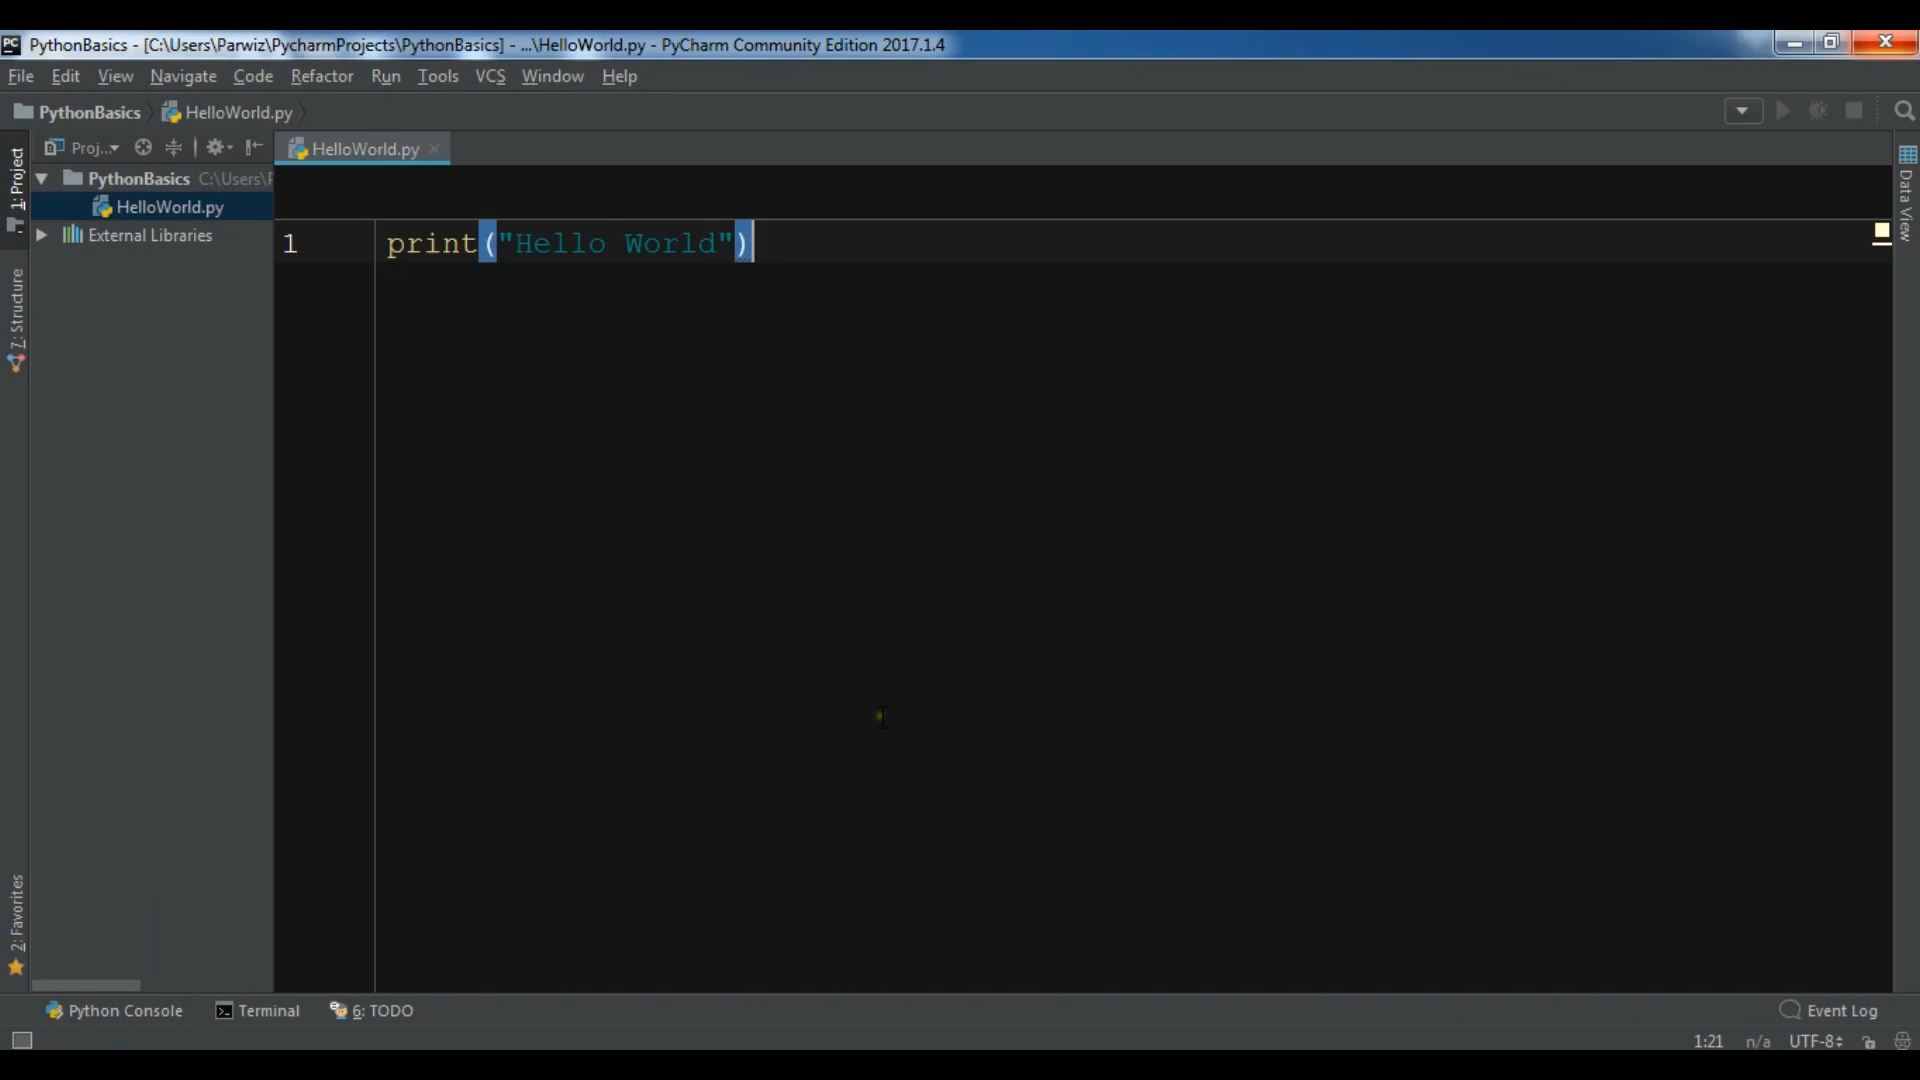 PC PythonBasics - [C:\Users\Parwiz\PycharmProjects\PythonBasics] - ...\HelloWorld.py - PyCharm Community Edition 2017.1.4
File Edit View Navigate Code Refactor Run Tools VCS Window Help
PythonBasics HelloWorld.py
1: Project
Proj...
HelloWorld.py
PythonBasics C:\Users\P
HelloWorld.py
External Libraries
1 print("Hello World")
Data View
7: Structure
2: Favorites
Python Console Terminal 6: TODO Event Log
1:21 n/a UTF-8